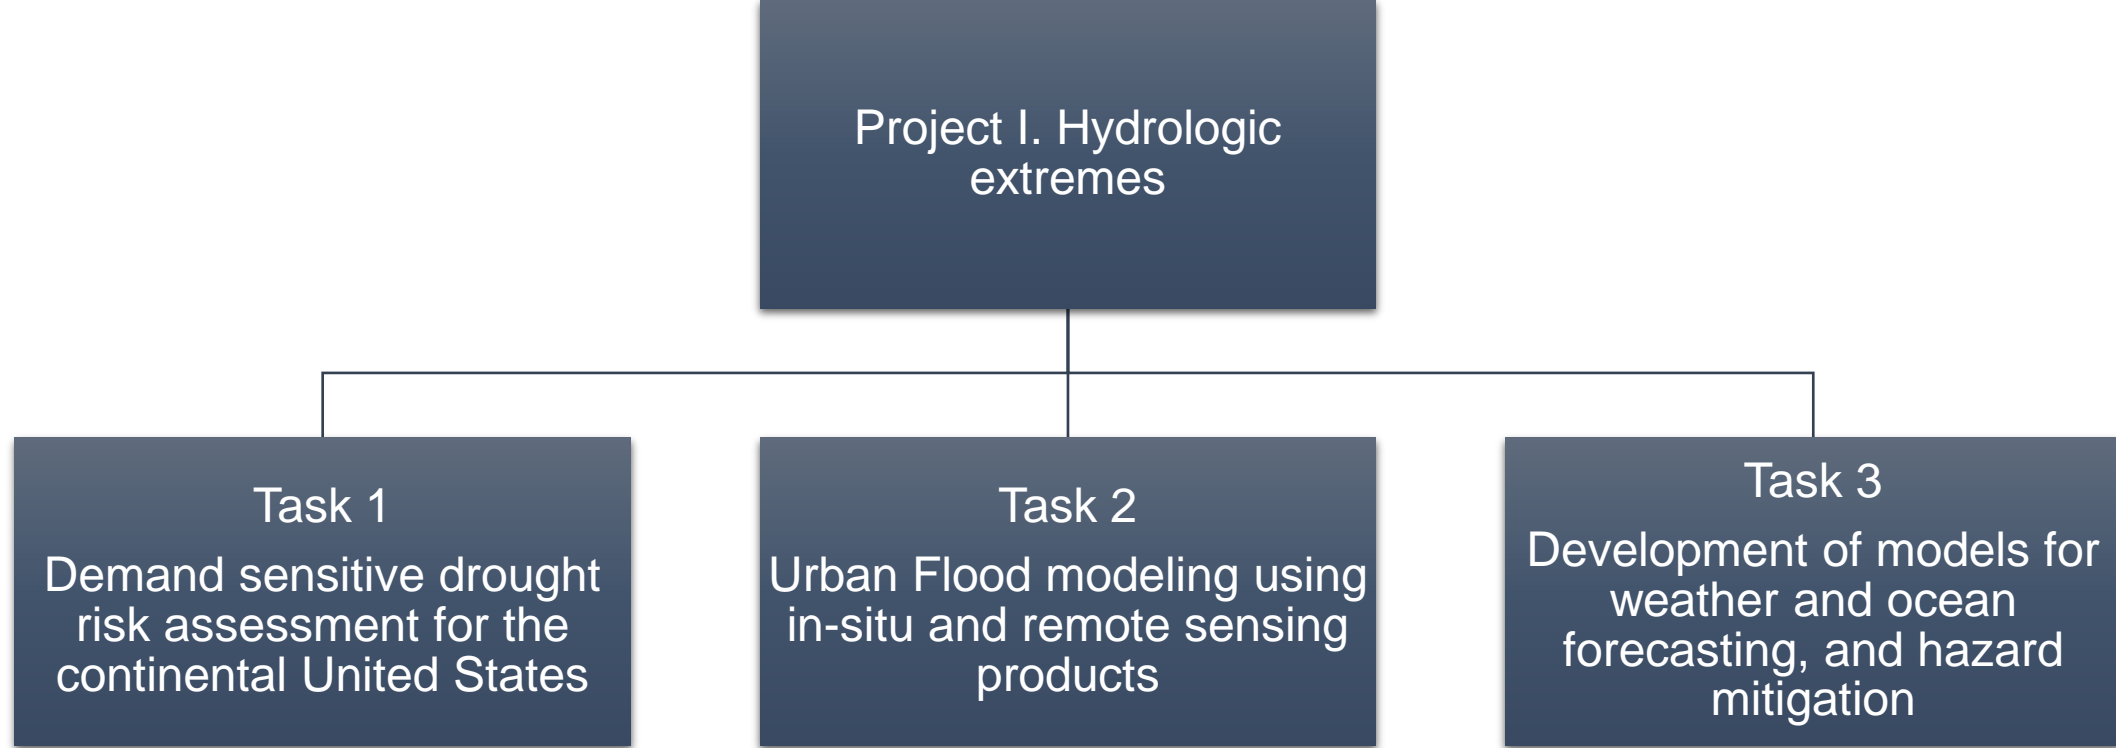 Project I. Hydrologic
extremes
Task 1
Demand sensitive drought
risk assessment for the
continental United States
Task 2
Urban Flood modeling using
in-situ and remote sensing
products
Task 3
Development of models for
weather and ocean
forecasting, and hazard
mitigation